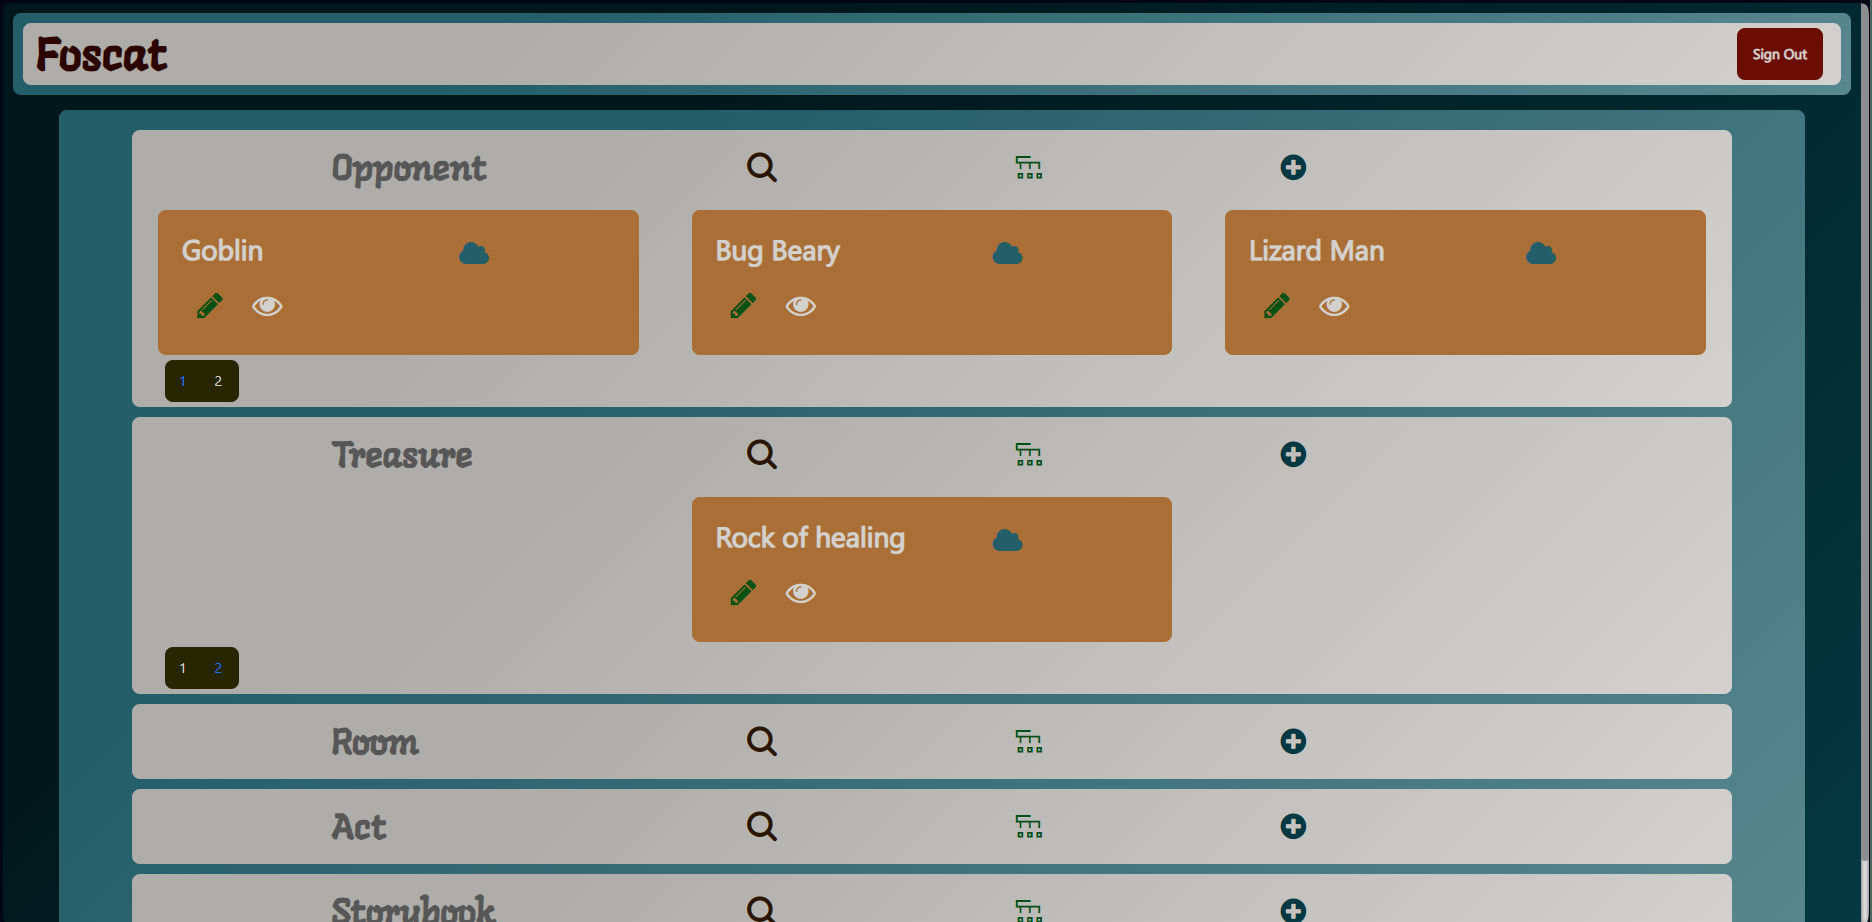 Foscat
Sign Out
Opponent
Goblin
Bug Beary
Lizard Man
1 2
Treasure
Rock of healing
1 2
Room
Act
Storybook